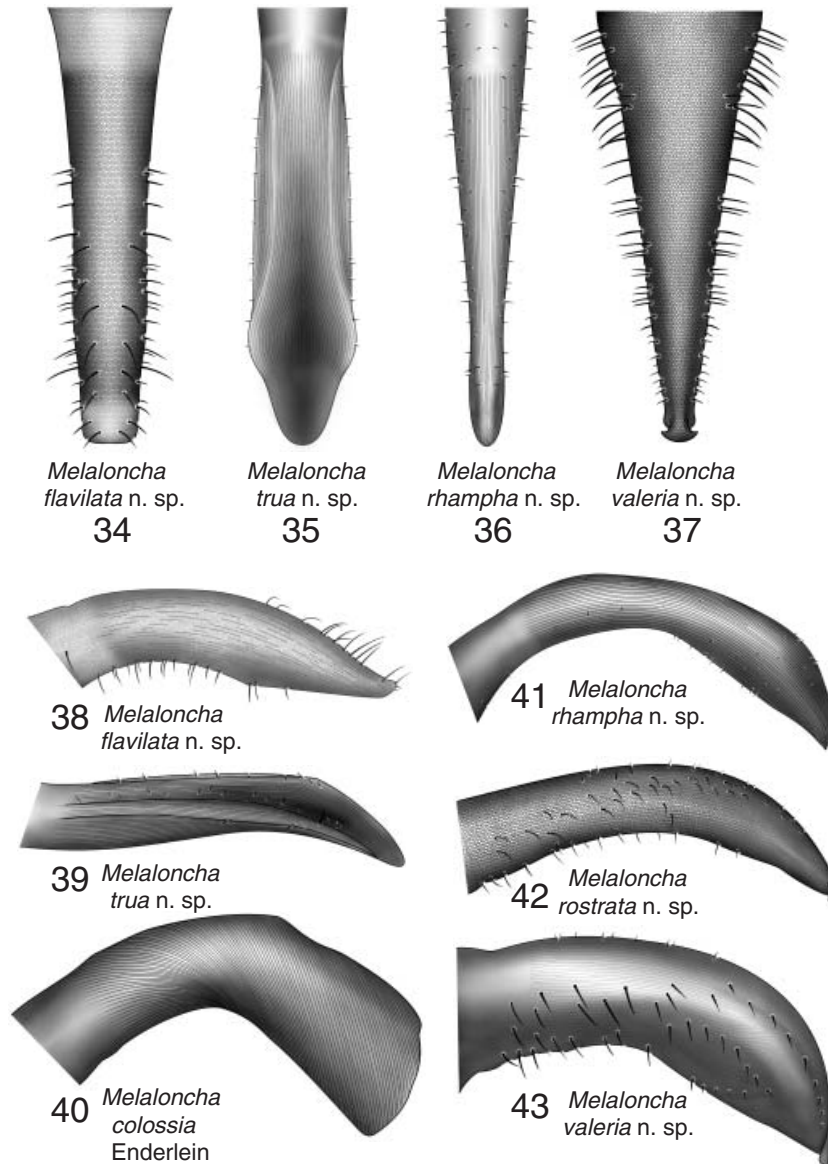 Melaloncha
flavilata n. sp.
34
Melaloncha
trua n. sp.
35
Melaloncha
rhampha n. sp.
36
Melaloncha
valeria n. sp.
37
38 Melaloncha
flavilata n. sp.
39 Melaloncha
trua n. sp.
40 Melaloncha
colossia
Enderlein
41 Melaloncha
rhampha n. sp.
42 Melaloncha
rostrata n. sp.
43 Melaloncha
valeria n. sp.